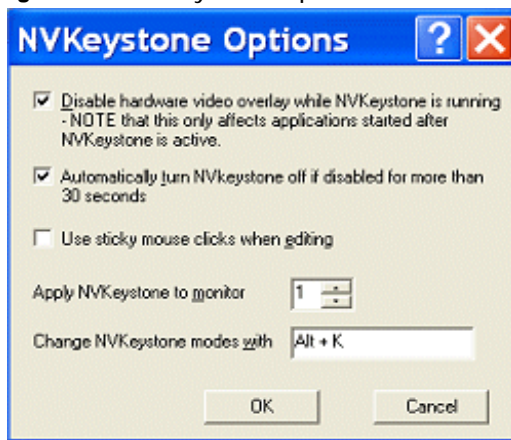 NVKeystone Options
Disable hardware video overlay while NVKeystone is running
- NOTE that this only affects applications started after
NVKeystone is active.
Automatically turn NVkeystone off if disabled for more than
30 seconds
Use sticky mouse clicks when editing
Apply NVKeystone to monitor 1
Change NVKeystone modes with Alt + K
OK Cancel